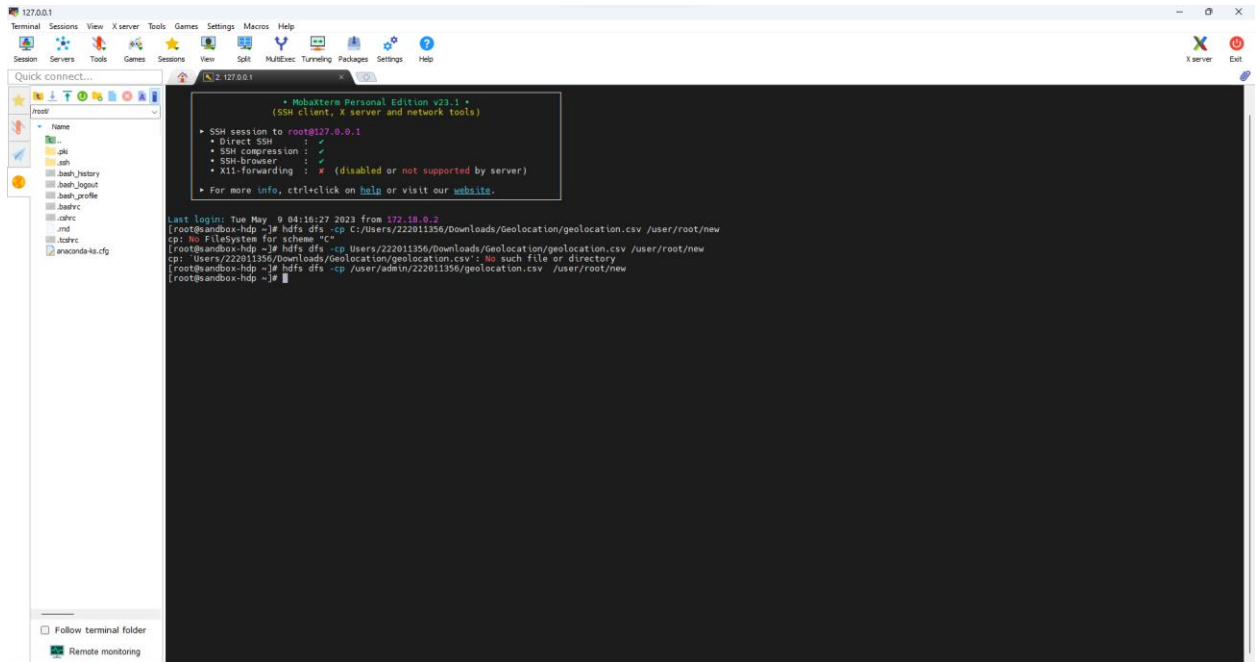 127.0.0.1
Terminal Sessions View X server Tools Games Settings Macros Help
Session Servers Tools Games Sessions View Split MultiExec Tunneling Packages Settings Help X server Exit
Quick connect...
2. 127.0.0.1
/root/
Name
..
.pki
.ssh
.bash_history
.bash_logout
.bash_profile
.bashrc
.cshrc
.rnd
.tcshrc
anaconda-ks.cfg
• MobaXterm Personal Edition v23.1 •
(SSH client, X server and network tools)
► SSH session to root@127.0.0.1
• Direct SSH : ✔
• SSH compression : ✔
• SSH-browser : ✔
• X11-forwarding : ✘ (disabled or not supported by server)
► For more info, ctrl+click on help or visit our website.
Last login: Tue May  9 04:16:27 2023 from 172.18.0.2
[root@sandbox-hdp ~]# hdfs dfs -cp C:/Users/222011356/Downloads/Geolocation/geolocation.csv /user/root/new
cp: No FileSystem for scheme "C"
[root@sandbox-hdp ~]# hdfs dfs -cp Users/222011356/Downloads/Geolocation/geolocation.csv /user/root/new
cp: `Users/222011356/Downloads/Geolocation/geolocation.csv': No such file or directory
[root@sandbox-hdp ~]# hdfs dfs -cp /user/admin/222011356/geolocation.csv  /user/root/new
[root@sandbox-hdp ~]#
Follow terminal folder
Remote monitoring